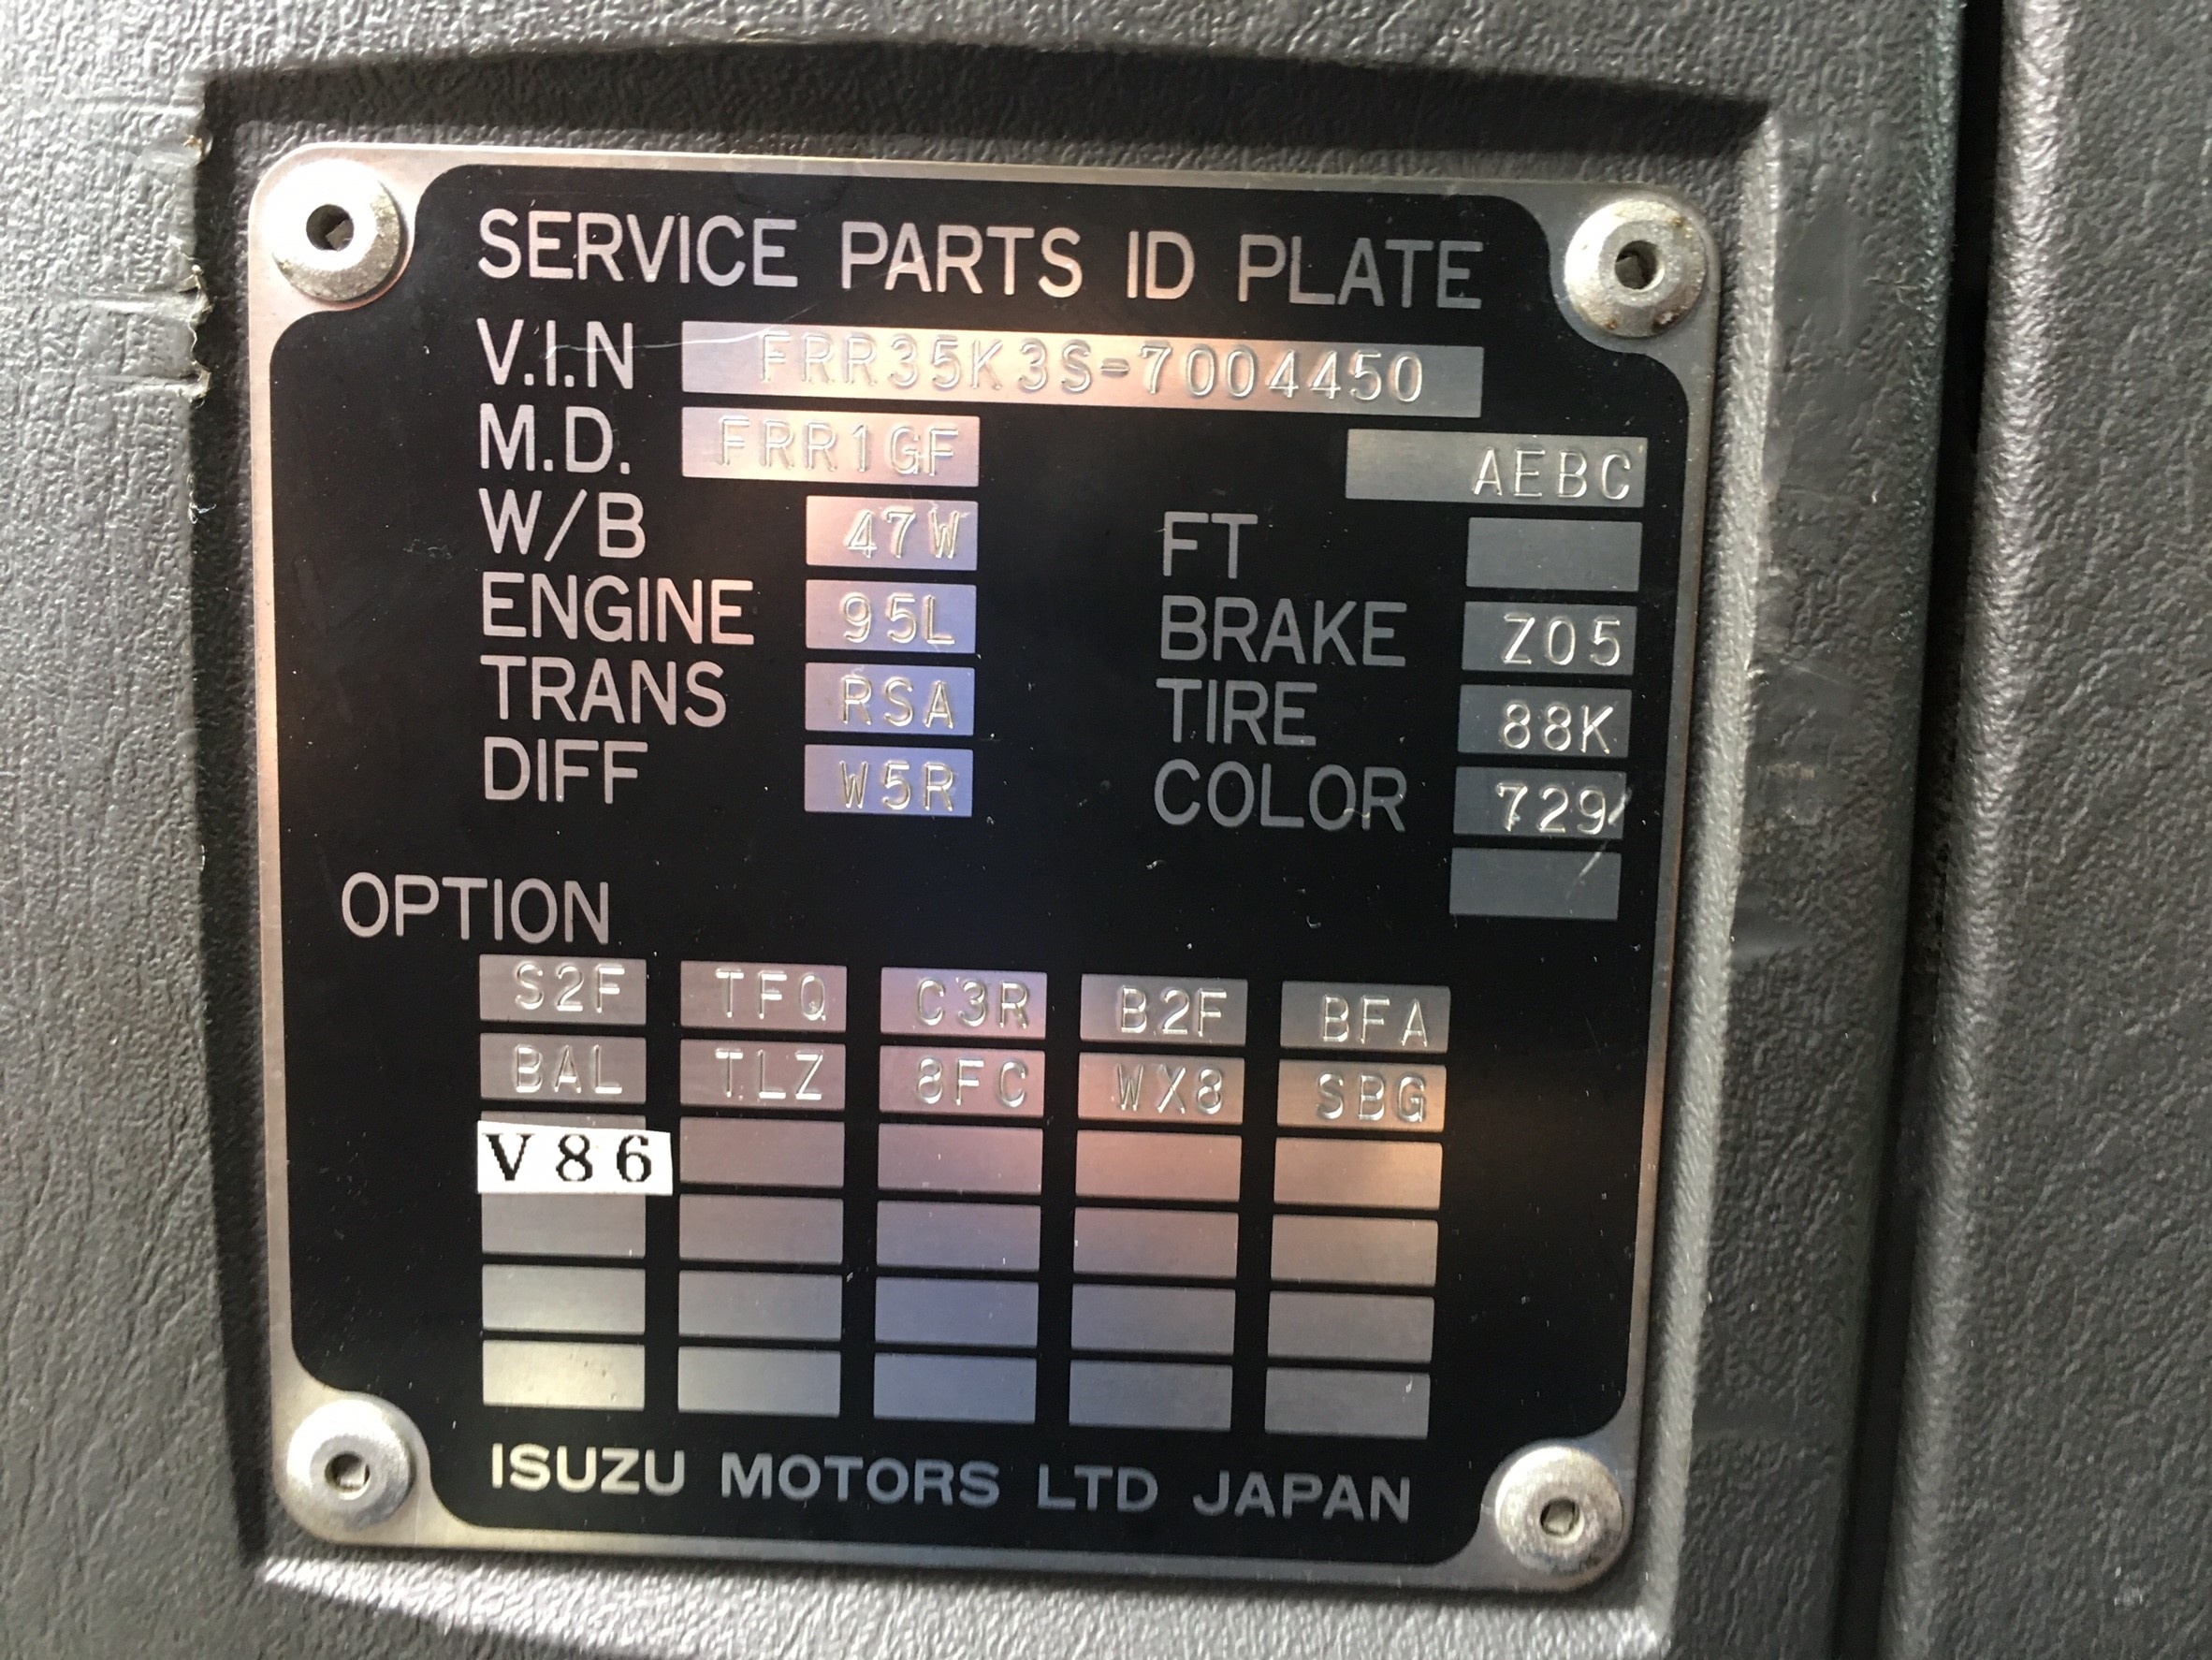 SERVICE PARTS ID PLATE
V.I.N FRR35K3S-7004450
M.D. FRR1GF AEBC
W/B 47W FT
ENGINE 95L BRAKE Z05
TRANS RSA TIRE 88K
DIFF W5R COLOR 729
OPTION
S2F TFQ C3R B2F BFA
BAL TLZ 8FC WX8 SBG
V86
ISUZU MOTORS LTD JAPAN